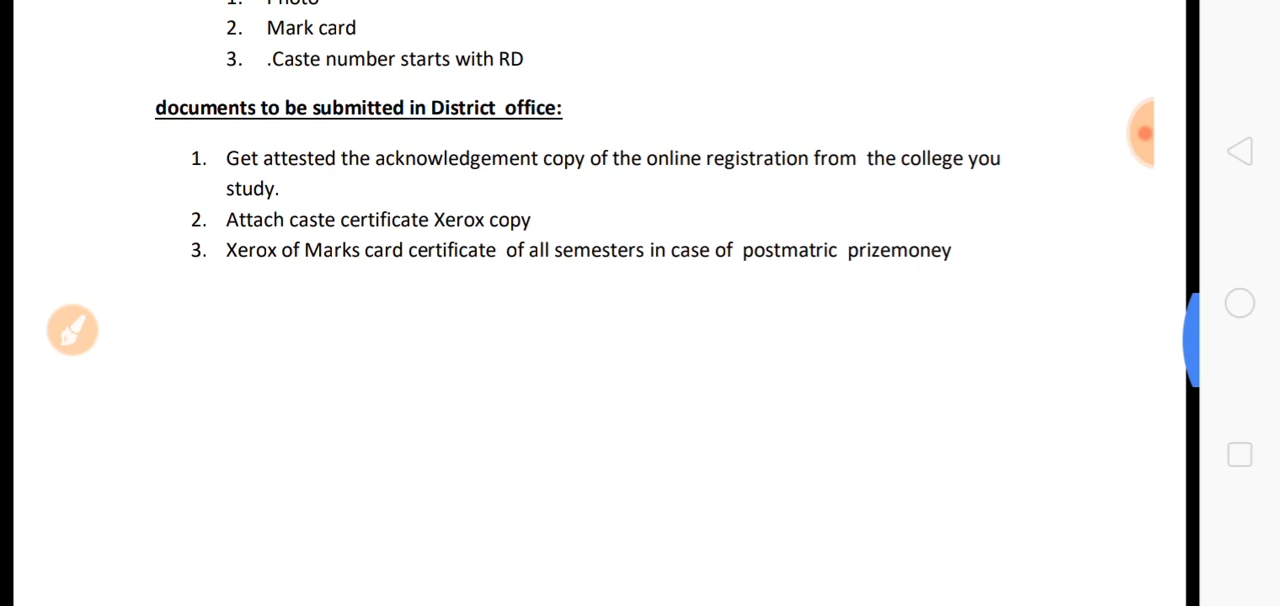 1. Photo
2. Mark card
3. .Caste number starts with RD
documents to be submitted in District office:
1. Get attested the acknowledgement copy of the online registration from the college you
study.
2. Attach caste certificate Xerox copy
3. Xerox of Marks card certificate of all semesters in case of postmatric prizemoney